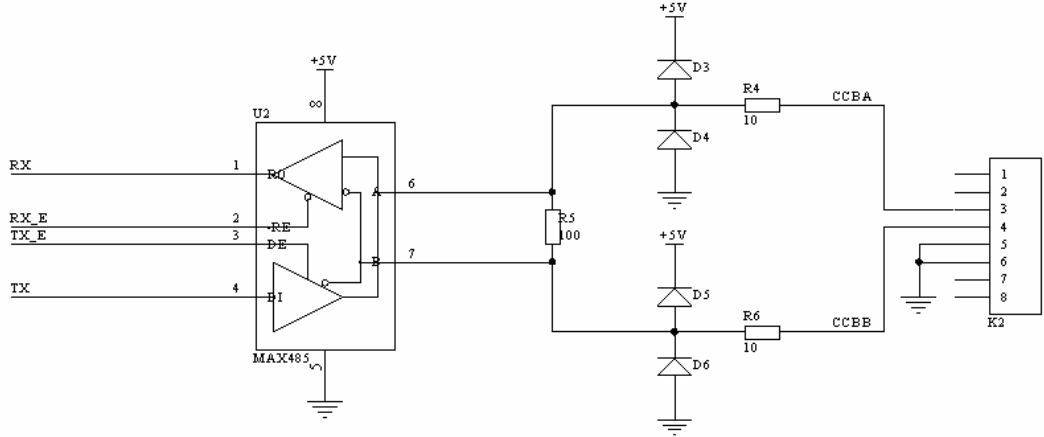 +5V
D3
R4
CCBA
10
D4
+5V
8
U2
RX
1
RO
A
6
RX_E
2
-RE
TX_E
3
DE
R5
100
B
7
TX
4
DI
MAX485
5
+5V
D5
R6
CCBB
10
D6
1
2
3
4
5
6
7
8
K2